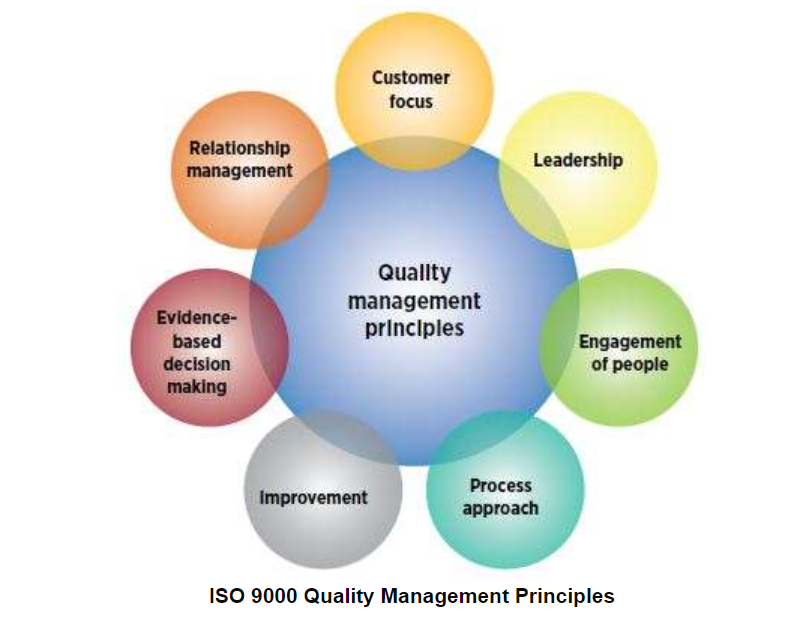 Customer
focus
Leadership
Engagement
of people
Process
approach
Improvement
Evidence-
based
decision
making
Relationship
management
Quality
management
principles
ISO 9000 Quality Management Principles